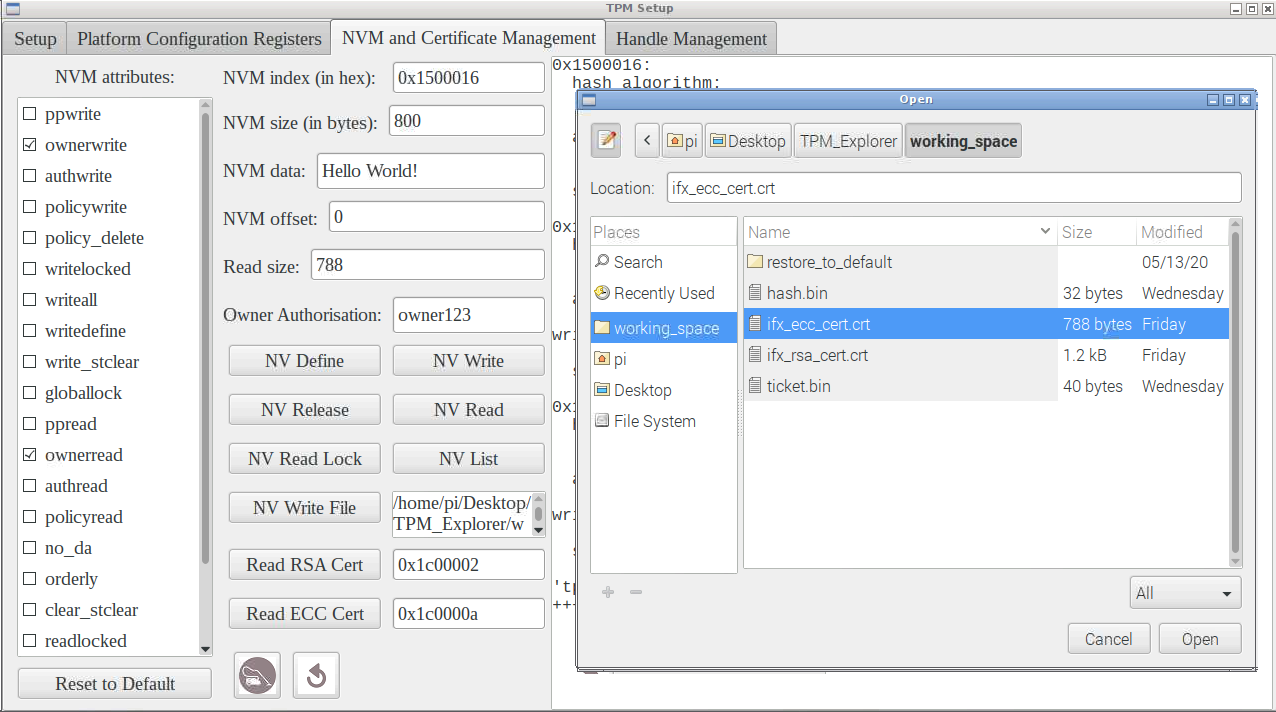 TPM Setup
Setup
Platform Configuration Registers
NVM and Certificate Management
Handle Management
NVM attributes:
ppwrite
ownerwrite
authwrite
policywrite
policy_delete
writelocked
writeall
writedefine
write_stclear
globallock
ppread
ownerread
authread
policyread
no_da
orderly
clear_stclear
readlocked
Reset to Default
NVM index (in hex): 0x1500016
NVM size (in bytes): 800
NVM data: Hello World!
NVM offset: 0
Read size: 788
Owner Authorisation: owner123
NV Define
NV Write
NV Release
NV Read
NV Read Lock
NV List
NV Write File
/home/pi/Desktop/
TPM_Explorer/w
Read RSA Cert
0x1c00002
Read ECC Cert
0x1c0000a
0x1500016:
hash algorithm:
Open
pi
Desktop
TPM_Explorer
working_space
Location: ifx_ecc_cert.crt
Places
Search
Recently Used
working_space
pi
Desktop
File System
Name Size Modified
restore_to_default 05/13/20
hash.bin 32 bytes Wednesday
ifx_ecc_cert.crt 788 bytes Friday
ifx_rsa_cert.crt 1.2 kB Friday
ticket.bin 40 bytes Wednesday
All
Cancel
Open